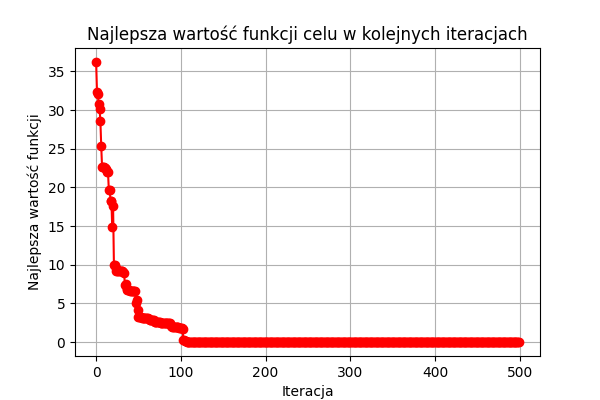 Najlepsza wartość funkcji celu w kolejnych iteracjach
Najlepsza wartość funkcji
35
30
25
20
15
10
5
0
0 100 200 300 400 500
Iteracja